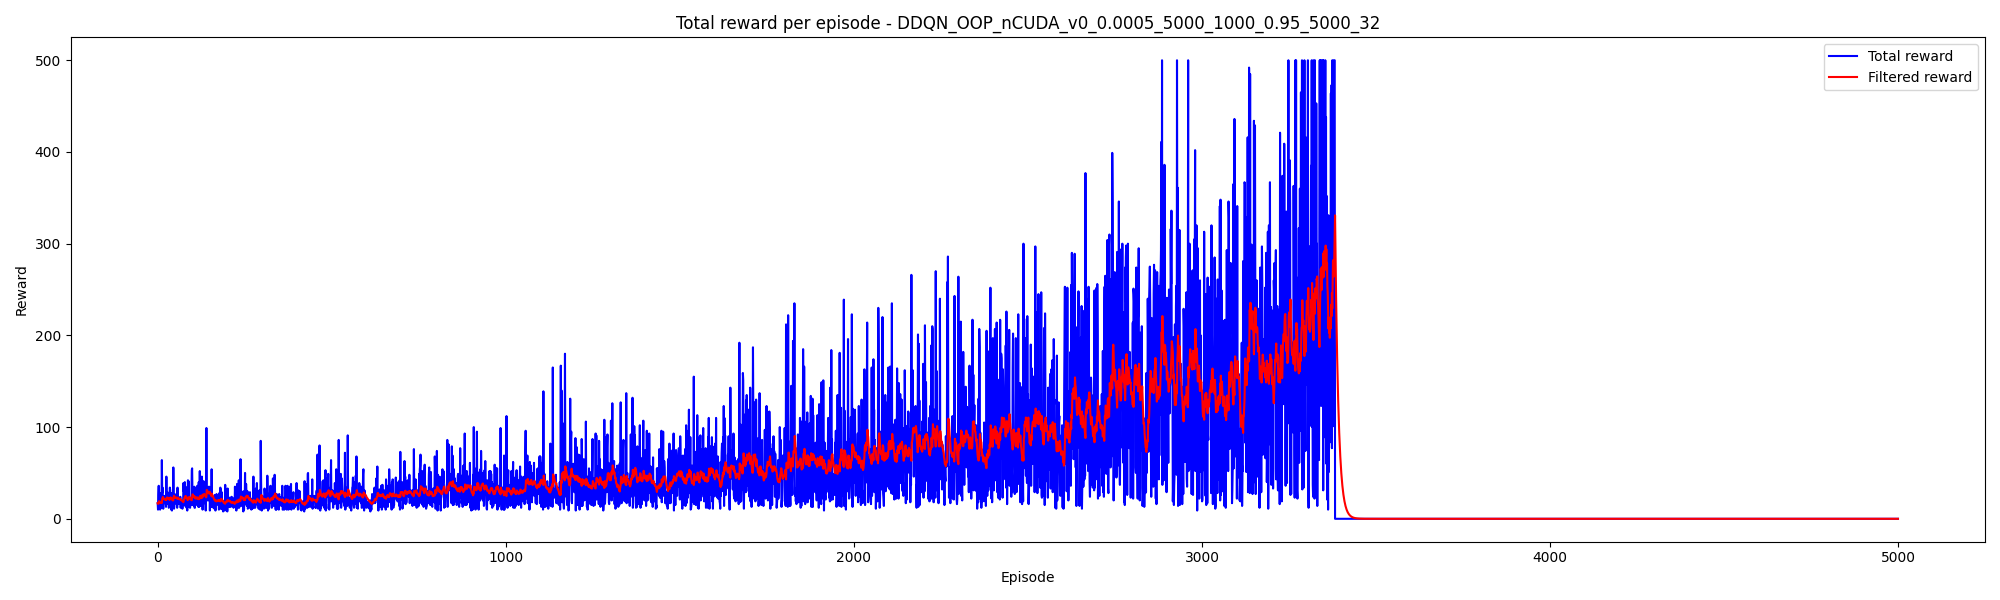 Total reward per episode - DDQN_OOP_nCUDA_v0_0.0005_5000_1000_0.95_5000_32
Total reward
Filtered reward
500
400
300
200
100
0
Reward
0
1000
2000
3000
4000
5000
Episode